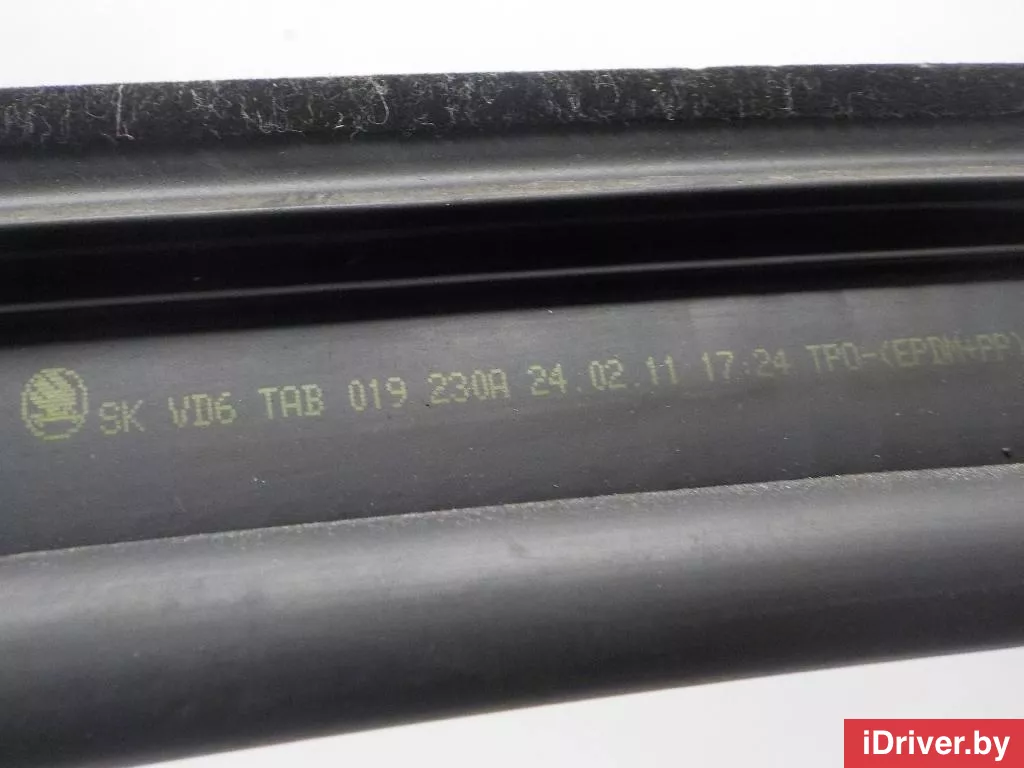 SK VD6 TAB 019 230A 24.02.11 17:24 TPO-(EPDM+PP)
iDriver.by